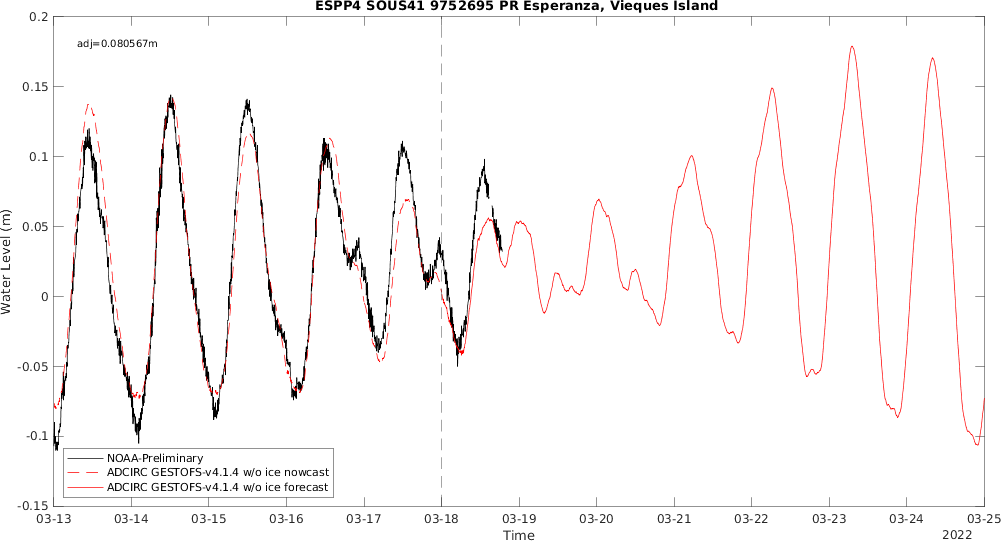 ESPP4 SOUS41 9752695 PR Esperanza, Vieques Island
adj=0.080567m
Water Level (m)
0.2
0.15
0.1
0.05
0
-0.05
-0.1
-0.15
NOAA-Preliminary
ADCIRC GESTOFS-v4.1.4 w/o ice nowcast
ADCIRC GESTOFS-v4.1.4 w/o ice forecast
03-13 03-14 03-15 03-16 03-17 03-18 03-19 03-20 03-21 03-22 03-23 03-24 03-25
Time
2022